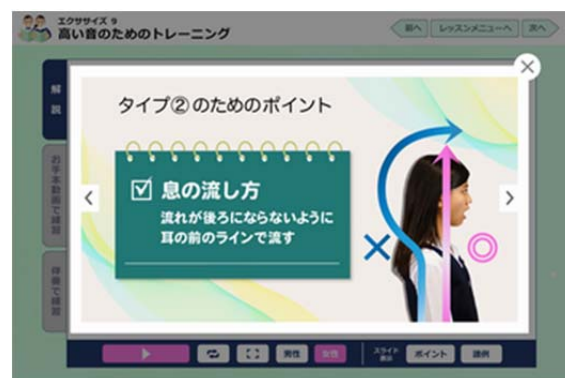 エクササイズ 9
高い音のためのトレーニング
前へ
レッスンメニューへ
次へ
解説
お手本動画で練習
伴奏で練習
タイプ②のためのポイント
息の流し方
流れが後ろにならないように
耳の前のラインで流す
男性
女性
スライド
表示
ポイント
譜例